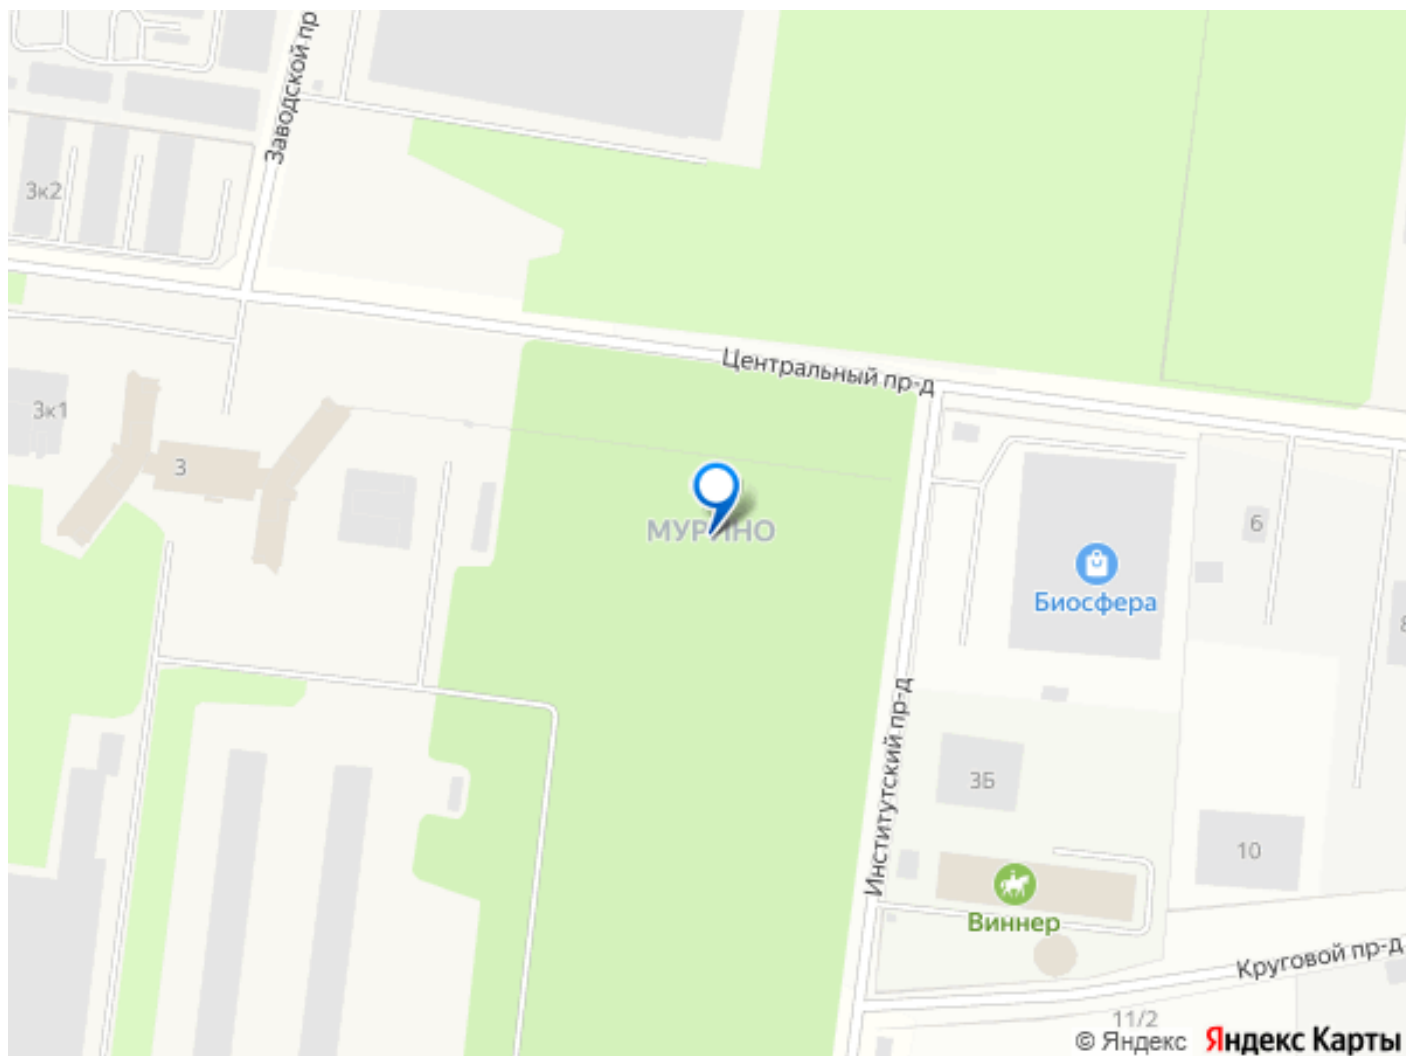 Заводской пр
3к2
Центральный пр-д
3к1
3
МУРИНО
6
Биосфера
Институтский пр-д
3Б
10
Виннер
Круговой пр-д
11/2
© Яндекс Яндекс Карты